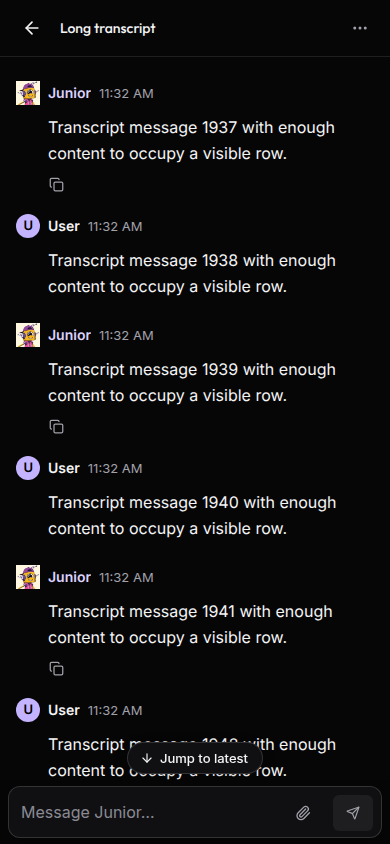 Long transcript
Junior 11:32 AM
Transcript message 1937 with enough
content to occupy a visible row.
U User 11:32 AM
Transcript message 1938 with enough
content to occupy a visible row.
Junior 11:32 AM
Transcript message 1939 with enough
content to occupy a visible row.
U User 11:32 AM
Transcript message 1940 with enough
content to occupy a visible row.
Junior 11:32 AM
Transcript message 1941 with enough
content to occupy a visible row.
U User 11:32 AM
Transcript message 1942 with enough
Jump to latest
content to occupy a visible row.
Message Junior...